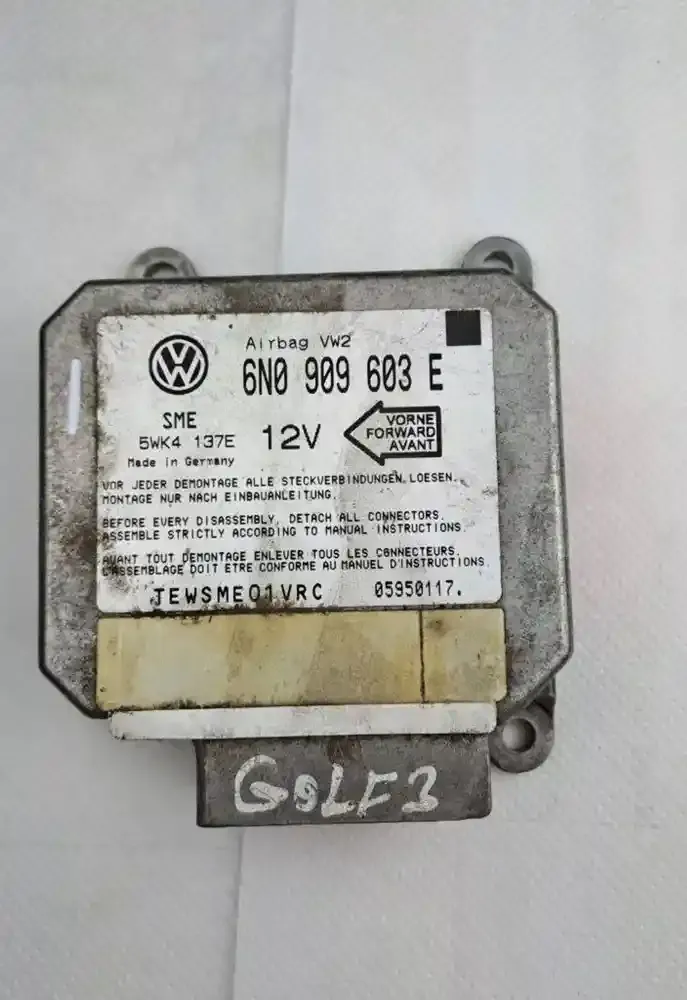 Airbag VW2
6N0 909 603 E
SME
5WK4 137E
12V
VORNE
FORWARD
AVANT
Made in Germany
VOR JEDER DEMONTAGE ALLE STECKVERBINDUNGEN LOESEN.
MONTAGE NUR NACH EINBAUANLEITUNG.
BEFORE EVERY DISASSEMBLY, DETACH ALL CONNECTORS.
ASSEMBLE STRICTLY ACCORDING TO MANUAL INSTRUCTIONS.
AVANT TOUT DEMONTAGE ENLEVER TOUS LES CONNECTEURS.
L'ASSEMBLAGE DOIT ETRE CONFORME AU MANUEL D'INSTRUCTIONS.
JEWSME01VRC 05950117.
GOLF3